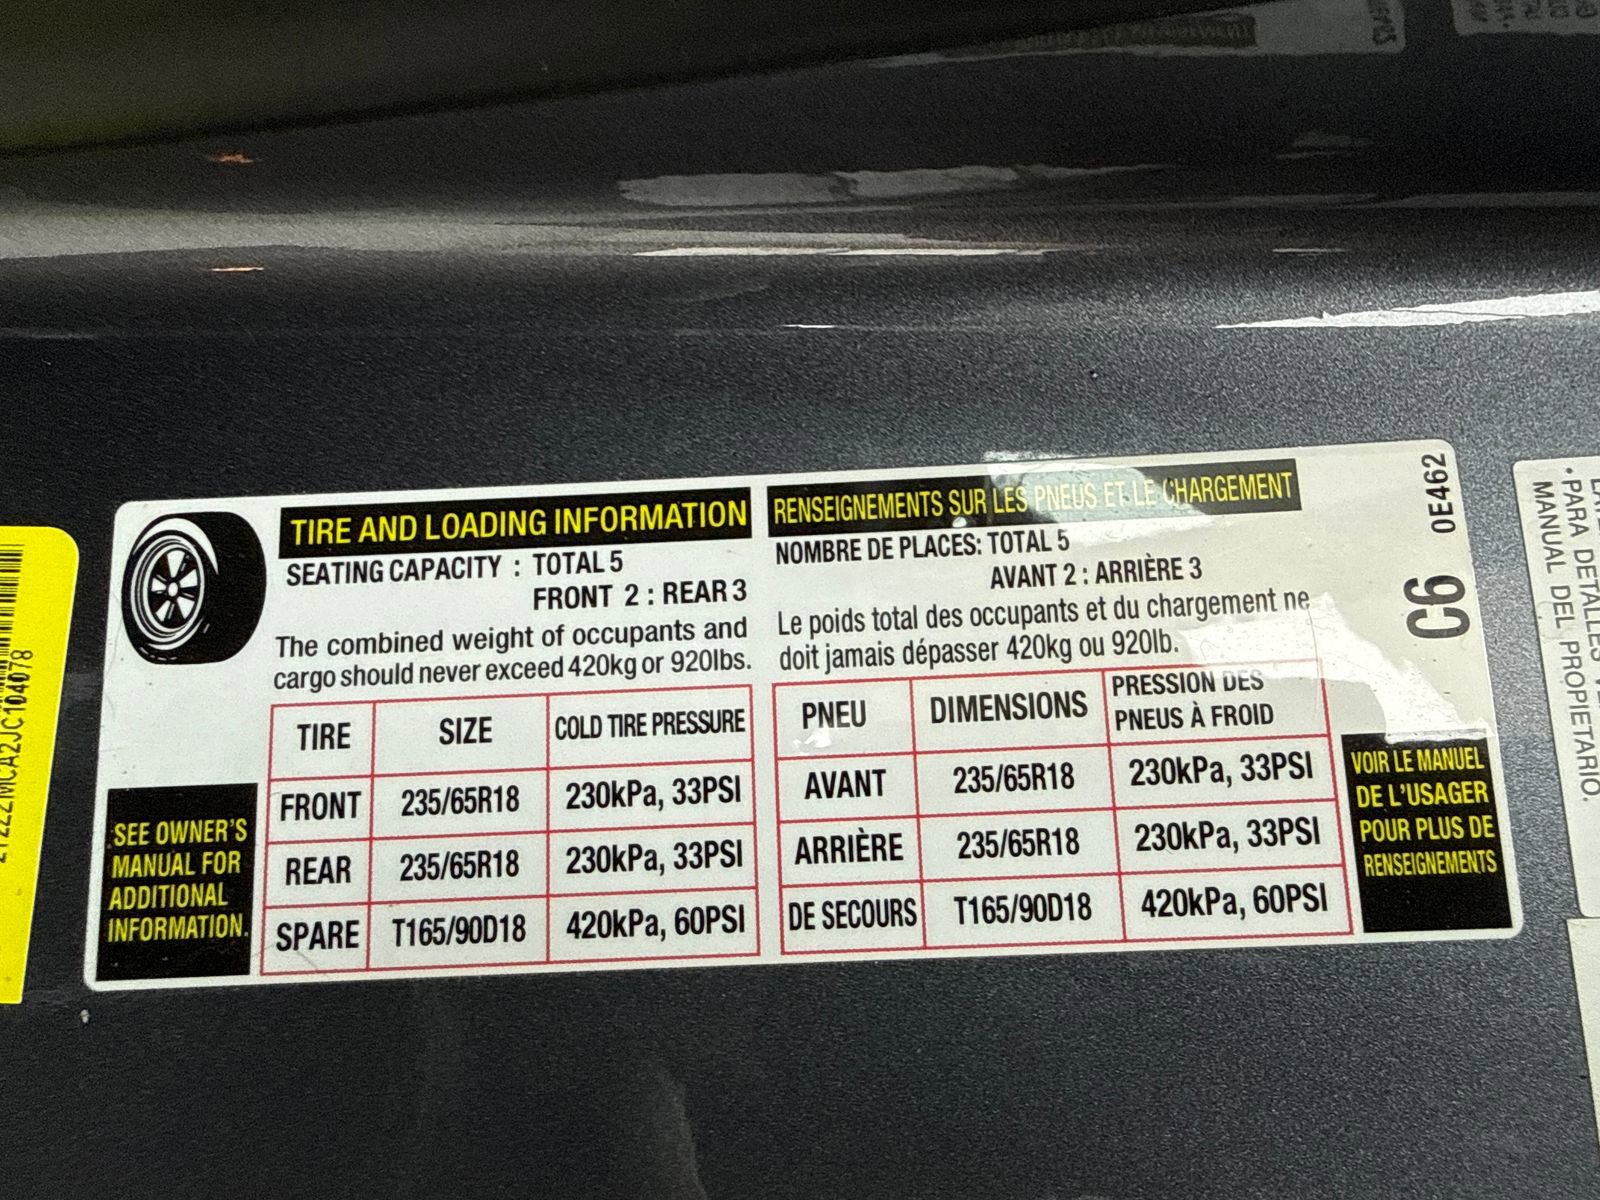 TIRE AND LOADING INFORMATION
SEATING CAPACITY : TOTAL 5
FRONT 2 : REAR 3
The combined weight of occupants and
cargo should never exceed 420kg or 920lbs.
TIRE SIZE COLD TIRE PRESSURE
FRONT 235/65R18 230kPa, 33PSI
REAR 235/65R18 230kPa, 33PSI
SPARE T165/90D18 420kPa, 60PSI
SEE OWNER'S
MANUAL FOR
ADDITIONAL
INFORMATION.
RENSEIGNEMENTS SUR LES PNEUS ET LE CHARGEMENT
NOMBRE DE PLACES: TOTAL 5
AVANT 2 : ARRIÈRE 3
Le poids total des occupants et du chargement ne
doit jamais dépasser 420kg ou 920lb.
PNEU DIMENSIONS PRESSION DES
PNEUS À FROID
AVANT 235/65R18 230kPa, 33PSI
ARRIÈRE 235/65R18 230kPa, 33PSI
DE SECOURS T165/90D18 420kPa, 60PSI
VOIR LE MANUEL
DE L'USAGER
POUR PLUS DE
RENSEIGNEMENTS
C6 0E462
•PARA DETALLES
MANUAL DEL PROPIETARIO.